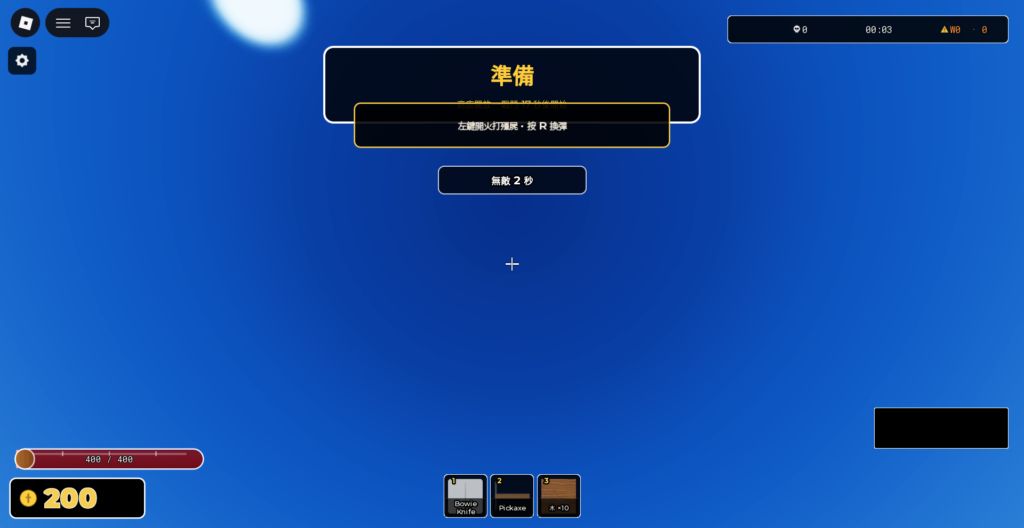 0
00:03
W0 · 0
準備
左鍵開火打殭屍・按 R 換彈
無敵 2 秒
400 / 400
200
1
Bowie
Knife
2
Pickaxe
3
木 ×10